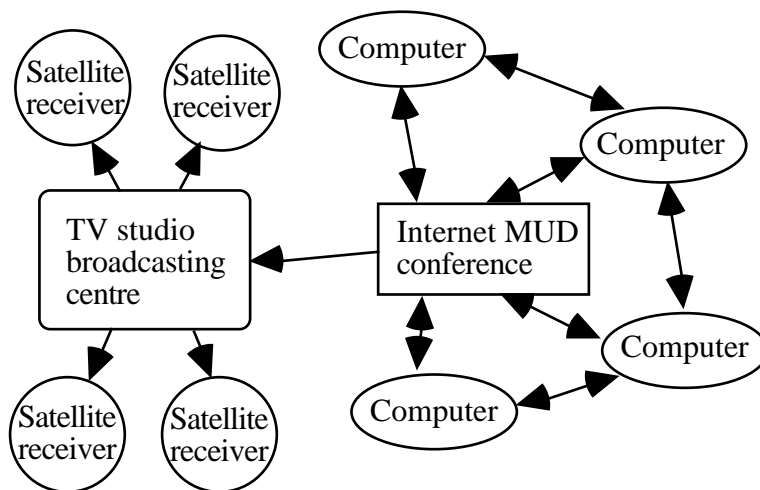 Computer
Satellite
receiver
Satellite
receiver
Computer
TV studio
broadcasting
centre
Internet MUD
conference
Computer
Computer
Satellite
receiver
Satellite
receiver